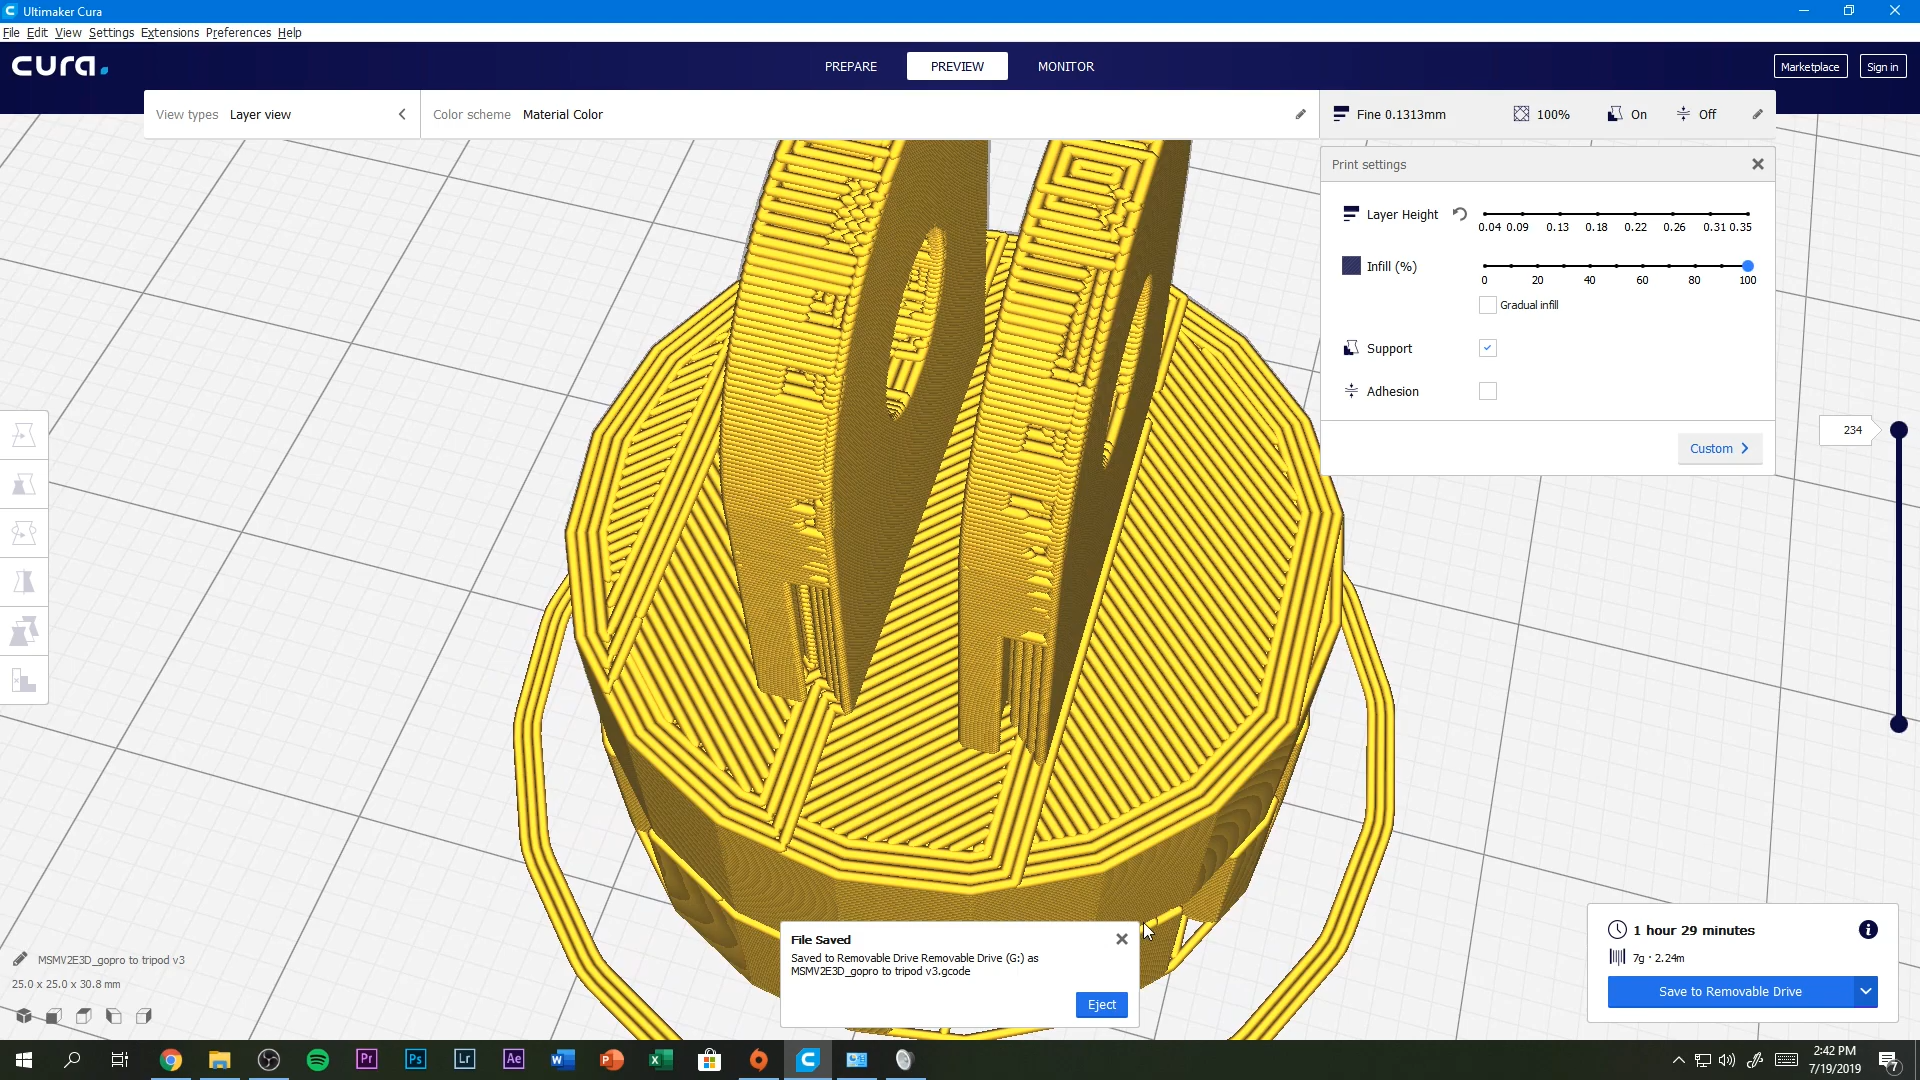 Ultimaker Cura
File Edit View Settings Extensions Preferences Help
cura.
PREPARE
PREVIEW
MONITOR
Marketplace
Sign in
View types Layer view
Color scheme Material Color
Fine 0.1313mm
100%
On
Off
Print settings
Layer Height
0.04 0.09 0.13 0.18 0.22 0.26 0.31 0.35
Infill (%)
0 20 40 60 80 100
Gradual infill
Support
Adhesion
Custom
234
File Saved
Saved to Removable Drive Removable Drive (G:) as
MSMV2E3D_gopro to tripod v3.gcode
Eject
MSMV2E3D_gopro to tripod v3
25.0 x 25.0 x 30.8 mm
1 hour 29 minutes
7g · 2.24m
Save to Removable Drive
Pr
Ps
Lr
Ae
W
P
X
C
2:42 PM
7/19/2019
7